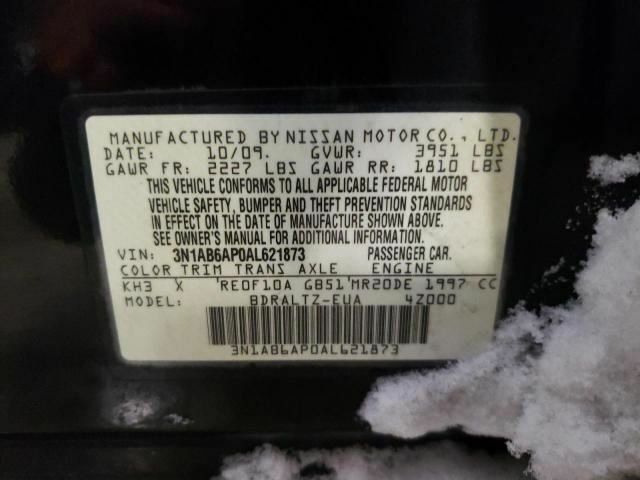 MANUFACTURED BY NISSAN MOTOR CO., LTD.
DATE: 10/09. GVWR: 3951 LBS
GAWR FR: 2227 LBS GAWR RR: 1810 LBS
THIS VEHICLE CONFORMS TO ALL APPLICABLE FEDERAL MOTOR
VEHICLE SAFETY, BUMPER AND THEFT PREVENTION STANDARDS
IN EFFECT ON THE DATE OF MANUFACTURE SHOWN ABOVE.
SEE OWNER'S MANUAL FOR ADDITIONAL INFORMATION.
VIN: 3N1AB6AP0AL621873 PASSENGER CAR.
COLOR TRIM TRANS AXLE ENGINE
KH3 X 'RE0F10A GB51'MR20DE 1997 CC
MODEL: BDRALTZ-EUA 4Z000
3N1AB6AP0AL621873